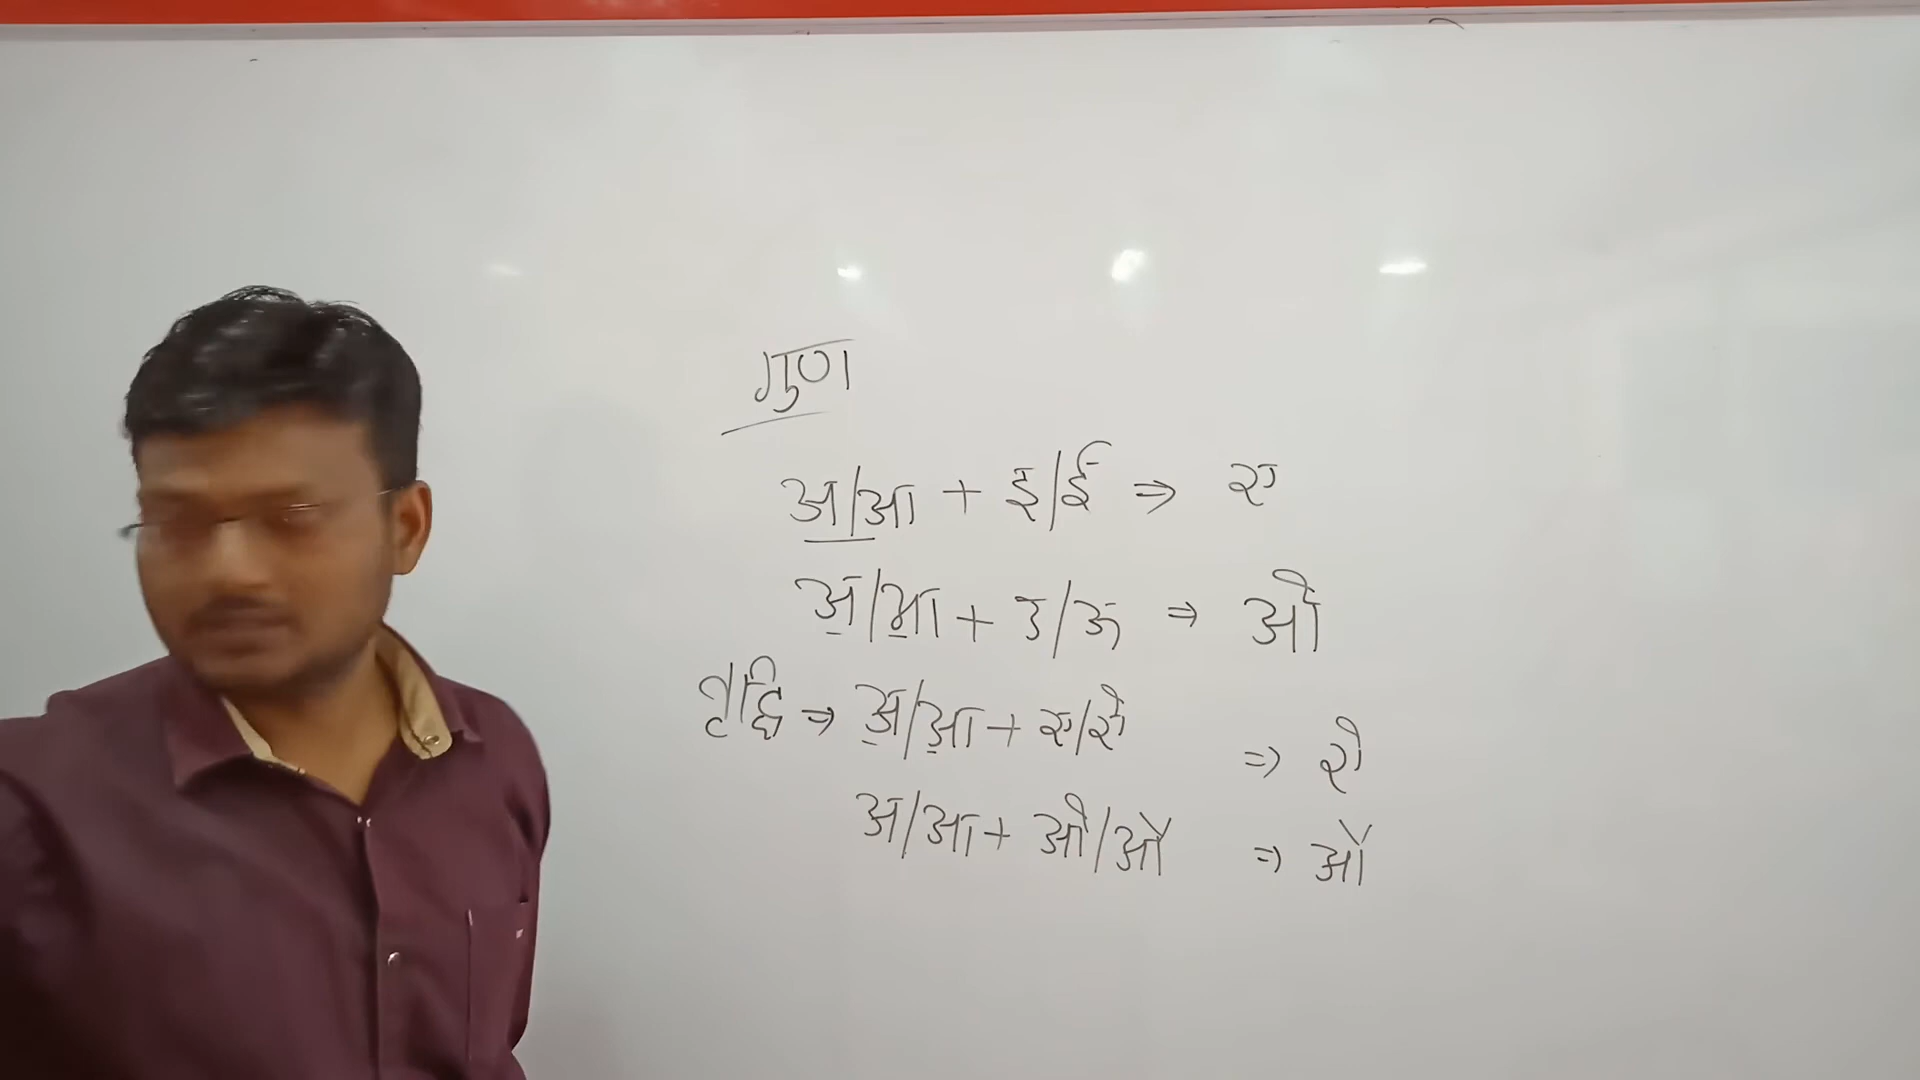 गुण
अ/आ + इ/ई ⇒ ए
अ/आ + उ/ऊ ⇒ ओ
वृद्धि ⇒ अ/आ + ए/ऐ ⇒ ऐ
अ/आ + ओ/औ ⇒ औ